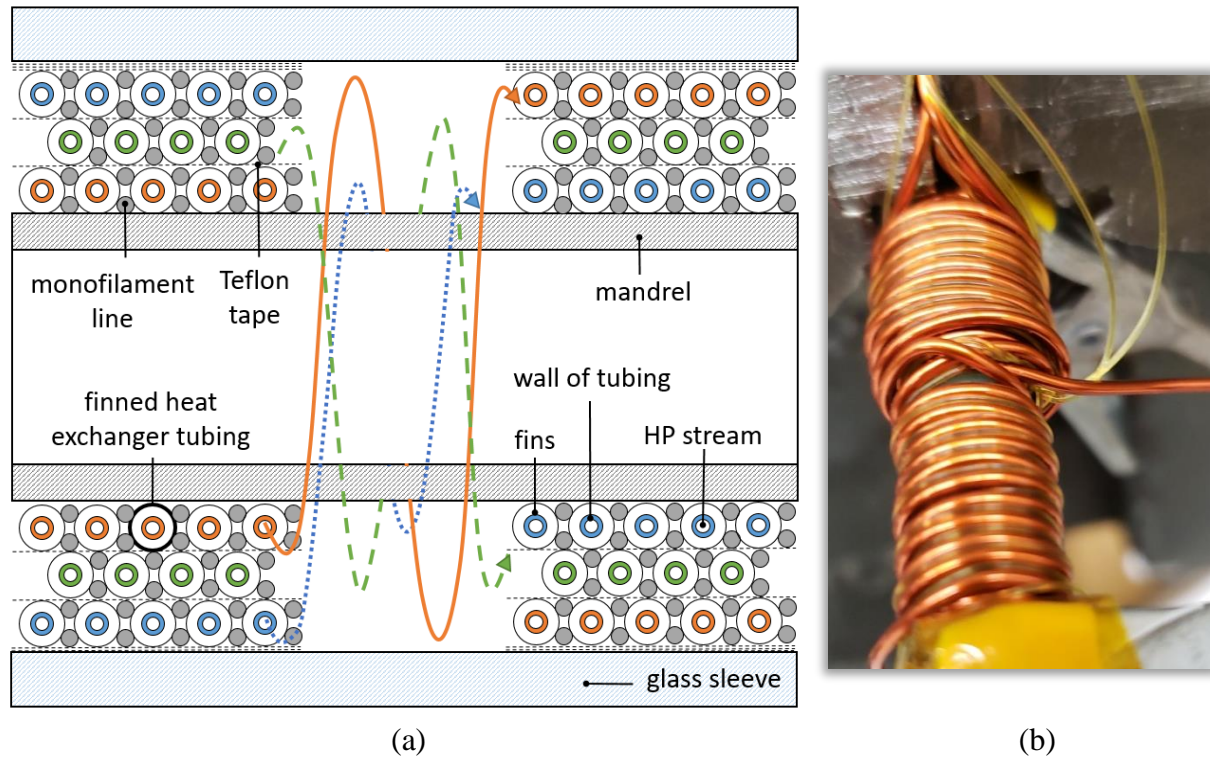 monofilament
line
Teflon
tape
mandrel
finned heat
exchanger tubing
wall of tubing
fins
HP stream
glass sleeve
(a)
(b)